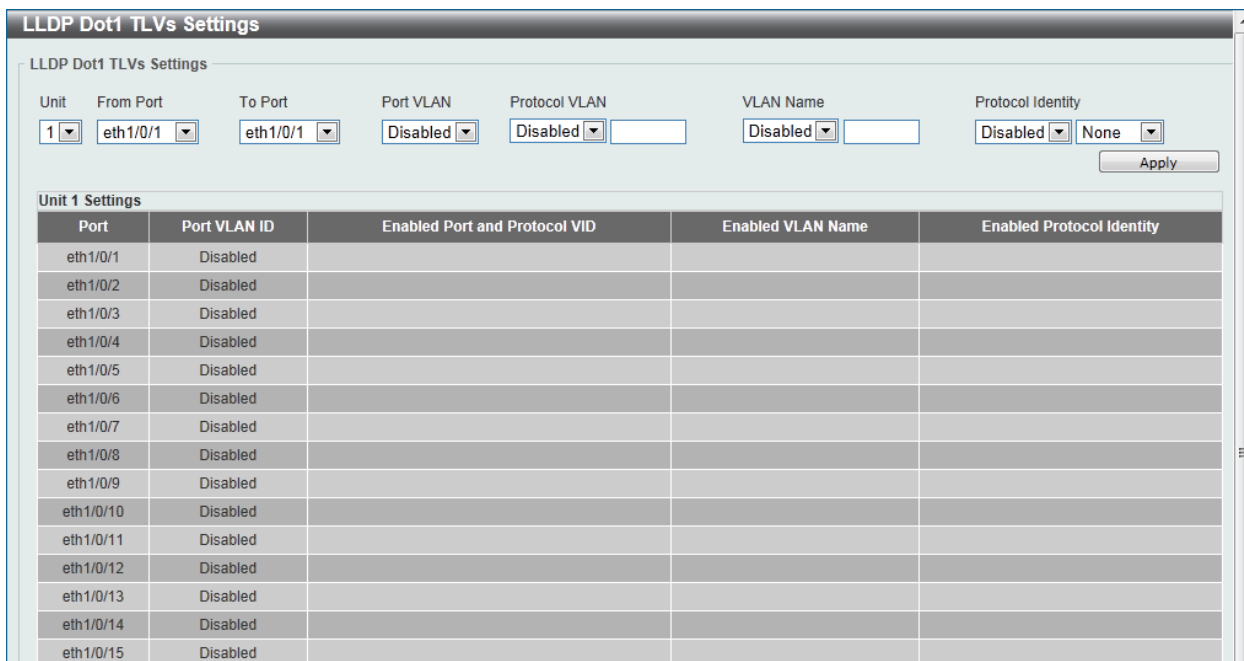 LLDP Dot1 TLVs Settings
LLDP Dot1 TLVs Settings
Unit From Port To Port Port VLAN Protocol VLAN VLAN Name Protocol Identity
1 eth1/0/1 eth1/0/1 Disabled Disabled Disabled Disabled None
Apply
Unit 1 Settings
Port Port VLAN ID Enabled Port and Protocol VID Enabled VLAN Name Enabled Protocol Identity
eth1/0/1 Disabled
eth1/0/2 Disabled
eth1/0/3 Disabled
eth1/0/4 Disabled
eth1/0/5 Disabled
eth1/0/6 Disabled
eth1/0/7 Disabled
eth1/0/8 Disabled
eth1/0/9 Disabled
eth1/0/10 Disabled
eth1/0/11 Disabled
eth1/0/12 Disabled
eth1/0/13 Disabled
eth1/0/14 Disabled
eth1/0/15 Disabled